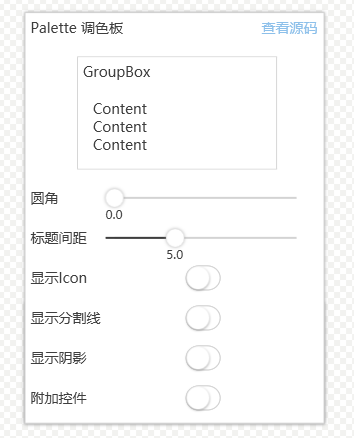 Palette 调色板 查看源码
GroupBox
Content
Content
Content
圆角
0.0
标题间距
5.0
显示Icon
显示分割线
显示阴影
附加控件